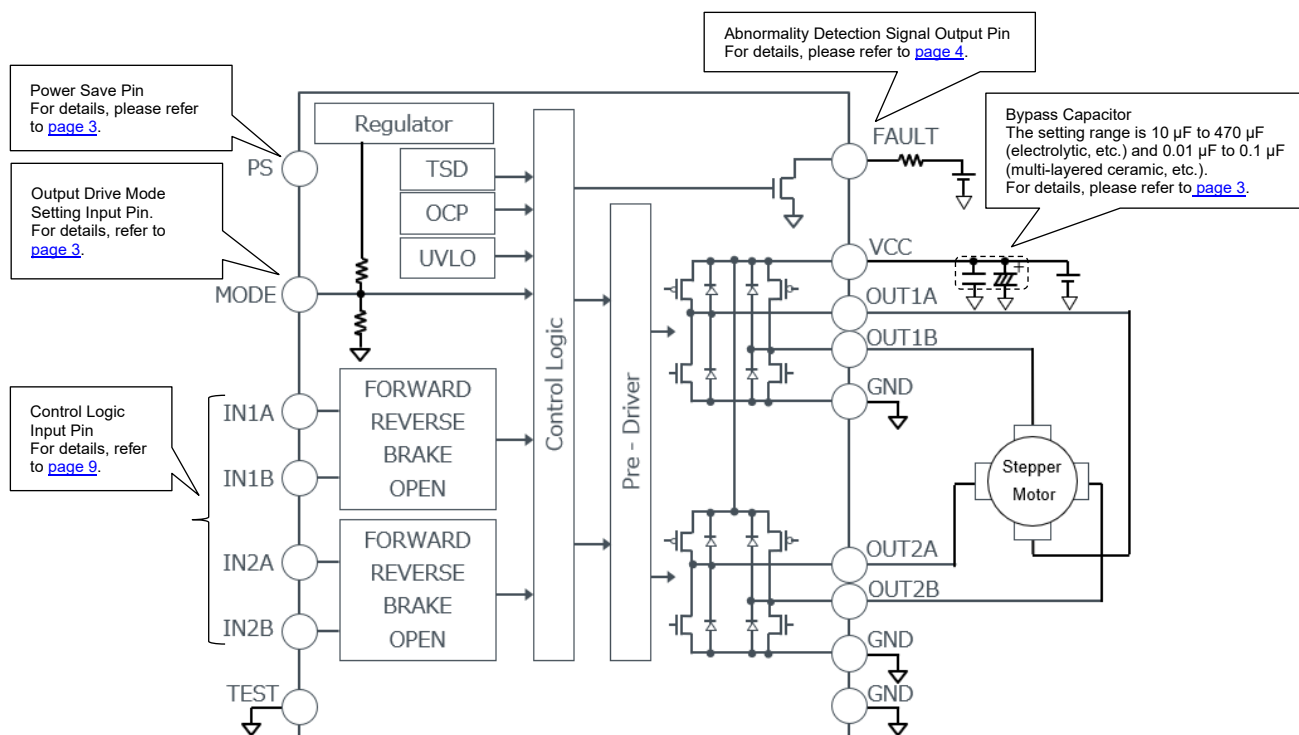 Abnormality Detection Signal Output Pin
For details, please refer to page 4.
Power Save Pin
For details, please refer
to page 3.
Bypass Capacitor
The setting range is 10 µF to 470 µF
(electrolytic, etc.) and 0.01 µF to 0.1 µF
(multi-layered ceramic, etc.).
For details, please refer to page 3.
Output Drive Mode
Setting Input Pin.
For details, refer to
page 3.
Control Logic
Input Pin
For details, refer
to page 9.
PS
MODE
IN1A
IN1B
IN2A
IN2B
TEST
Regulator
TSD
OCP
UVLO
FORWARD
REVERSE
BRAKE
OPEN
FORWARD
REVERSE
BRAKE
OPEN
Control Logic
Pre - Driver
FAULT
VCC
+
OUT1A
OUT1B
GND
Stepper
Motor
OUT2A
OUT2B
GND
GND